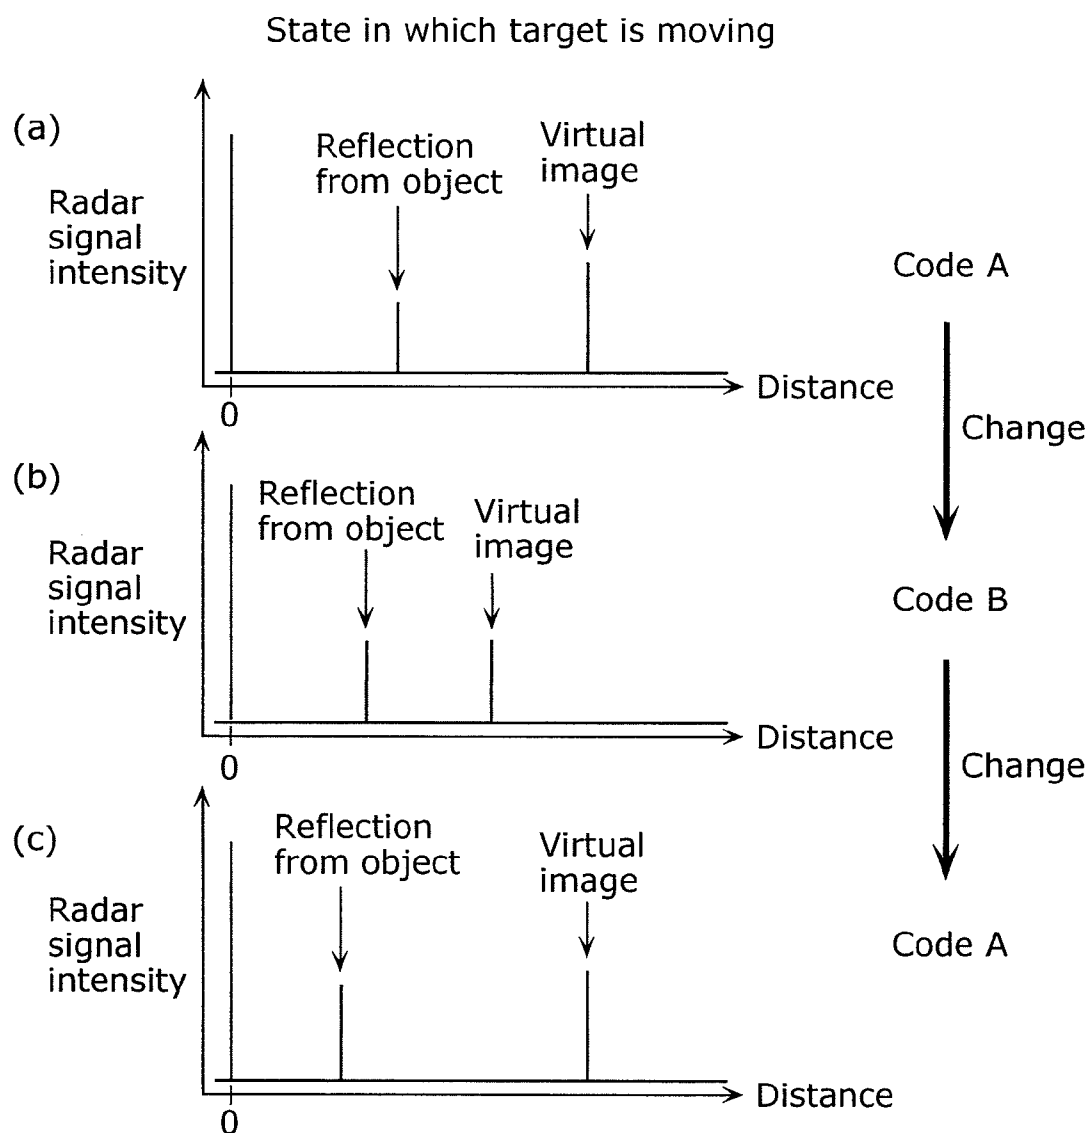 State in which target is moving
(a)
Reflection
from object
Virtual
image
Radar
signal
intensity
Code A
Distance
0
Change
(b)
Reflection
from object
Virtual
image
Radar
signal
intensity
Code B
Distance
0
Change
(c)
Reflection
from object
Virtual
image
Radar
signal
intensity
Code A
Distance
0